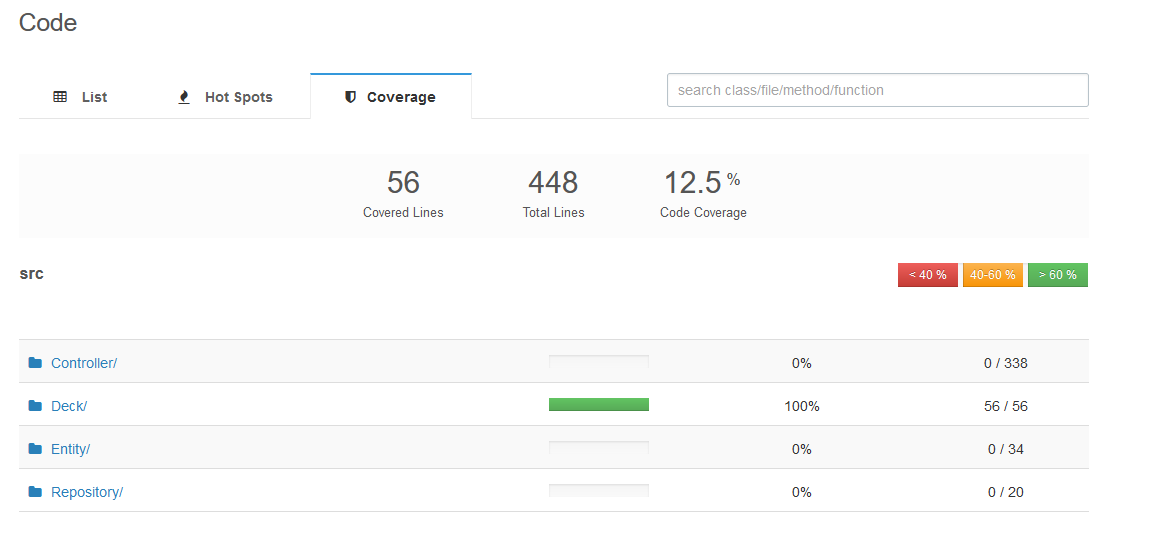 Code
List Hot Spots Coverage search class/file/method/function
56 448 12.5 %
Covered Lines Total Lines Code Coverage
src < 40 % 40-60 % > 60 %
Controller/ 0% 0 / 338
Deck/ 100% 56 / 56
Entity/ 0% 0 / 34
Repository/ 0% 0 / 20